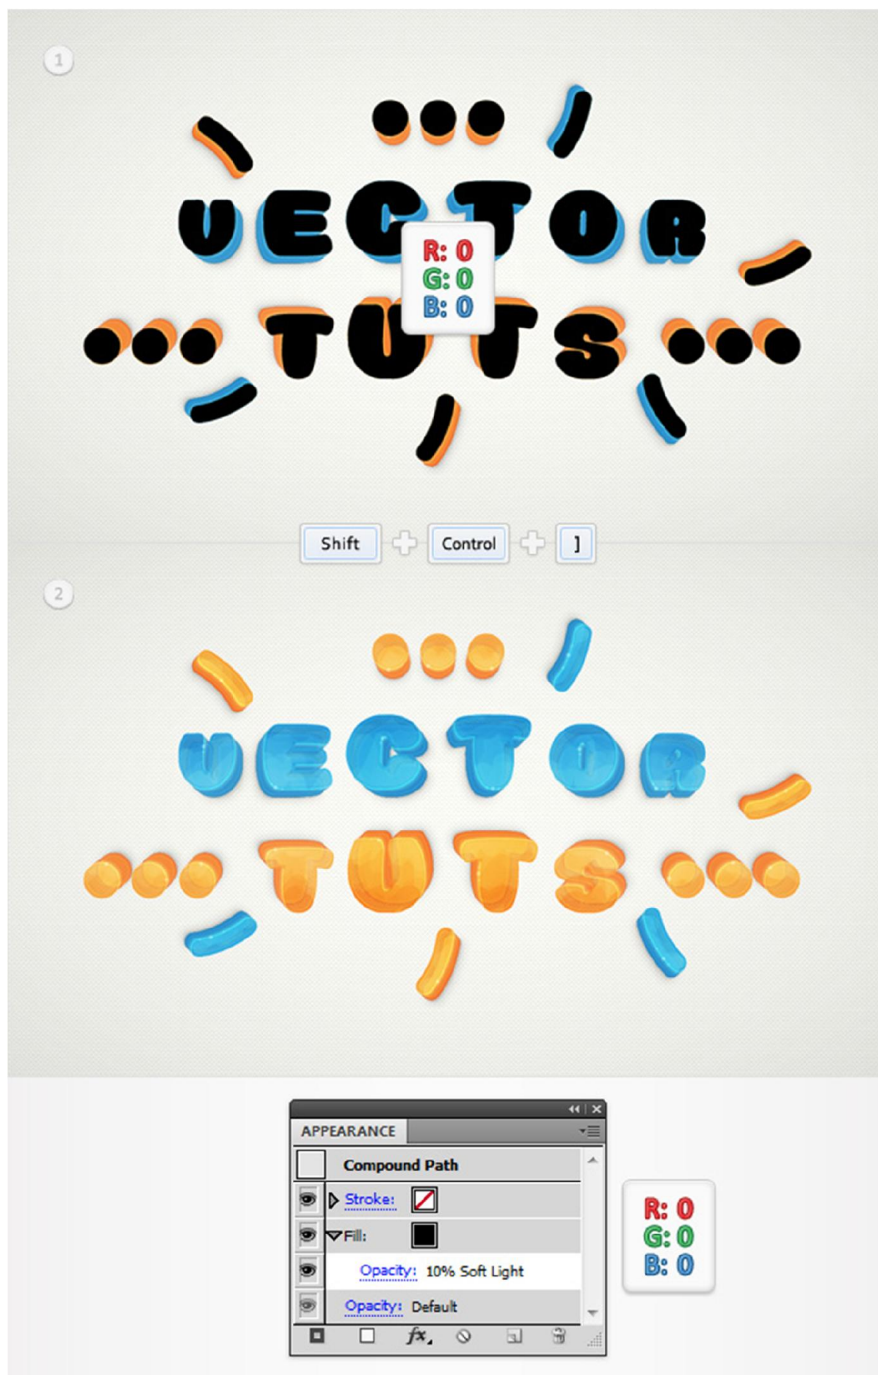 1
VECTOR
R: 0
G: 0
B: 0
TUTS
Shift + Control + ]
2
VECTOR
TUTS
APPEARANCE
Compound Path
Stroke:
Fill:
Opacity: 10% Soft Light
Opacity: Default
fx
R: 0
G: 0
B: 0